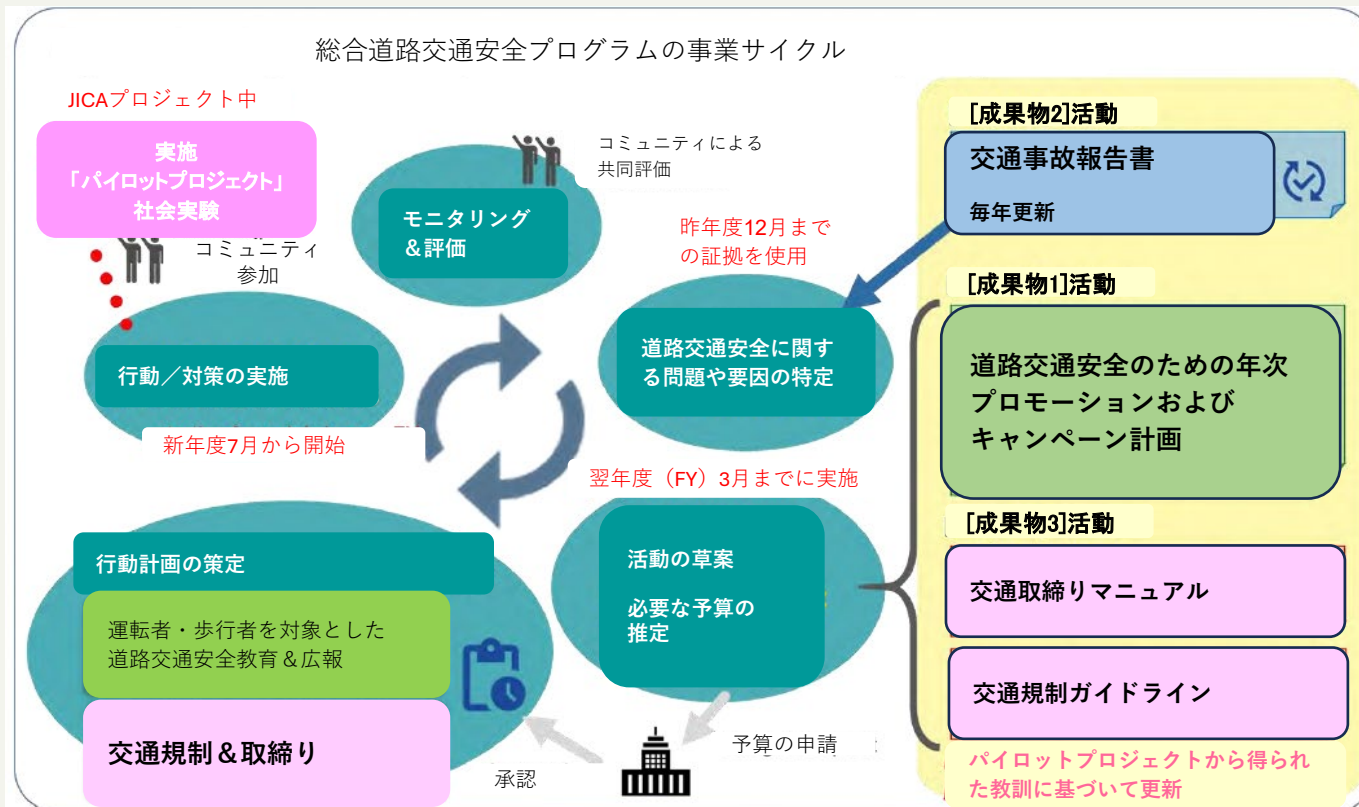 総合道路交通安全プログラムの事業サイクル
JICAプロジェクト中
実施
「パイロットプロジェクト」
社会実験
コミュニティ
参加
モニタリング
＆評価
コミュニティによる
共同評価
昨年度12月まで
の証拠を使用
道路交通安全に関す
る問題や要因の特定
行動／対策の実施
新年度7月から開始
翌年度（FY）3月までに実施
行動計画の策定
運転者・歩行者を対象とした
道路交通安全教育＆広報
交通規制＆取締り
活動の草案
必要な予算の
推定
予算の申請
承認
[成果物2]活動
交通事故報告書
毎年更新
[成果物1]活動
道路交通安全のための年次
プロモーションおよび
キャンペーン計画
[成果物3]活動
交通取締りマニュアル
交通規制ガイドライン
パイロットプロジェクトから得られ
た教訓に基づいて更新